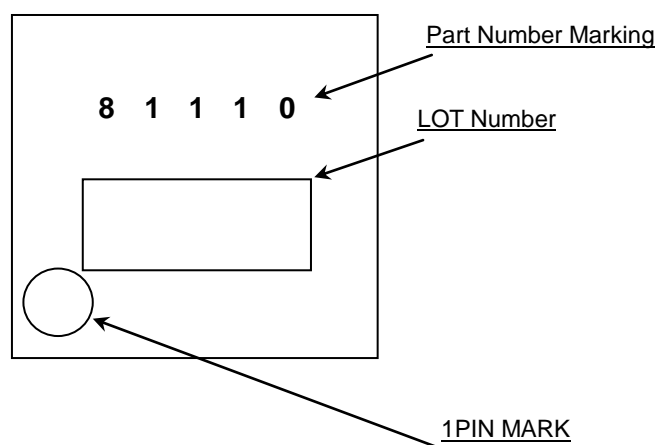 Part Number Marking
8 1 1 1 0
LOT Number
1PIN MARK